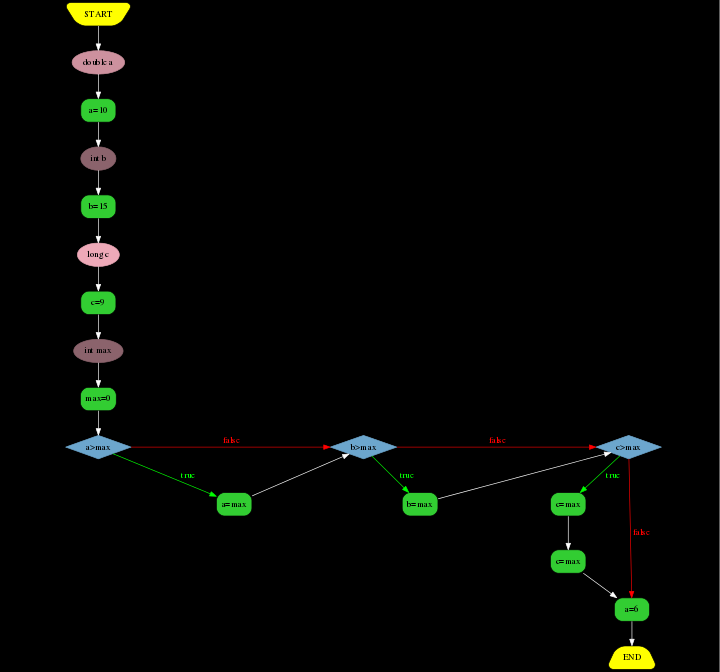 START
double a
a=10
int b
b=15
long c
c=9
int max
max=0
a>max
false
b>max
false
c>max
true
true
true
a=max
b=max
c=max
false
c=max
a=6
END